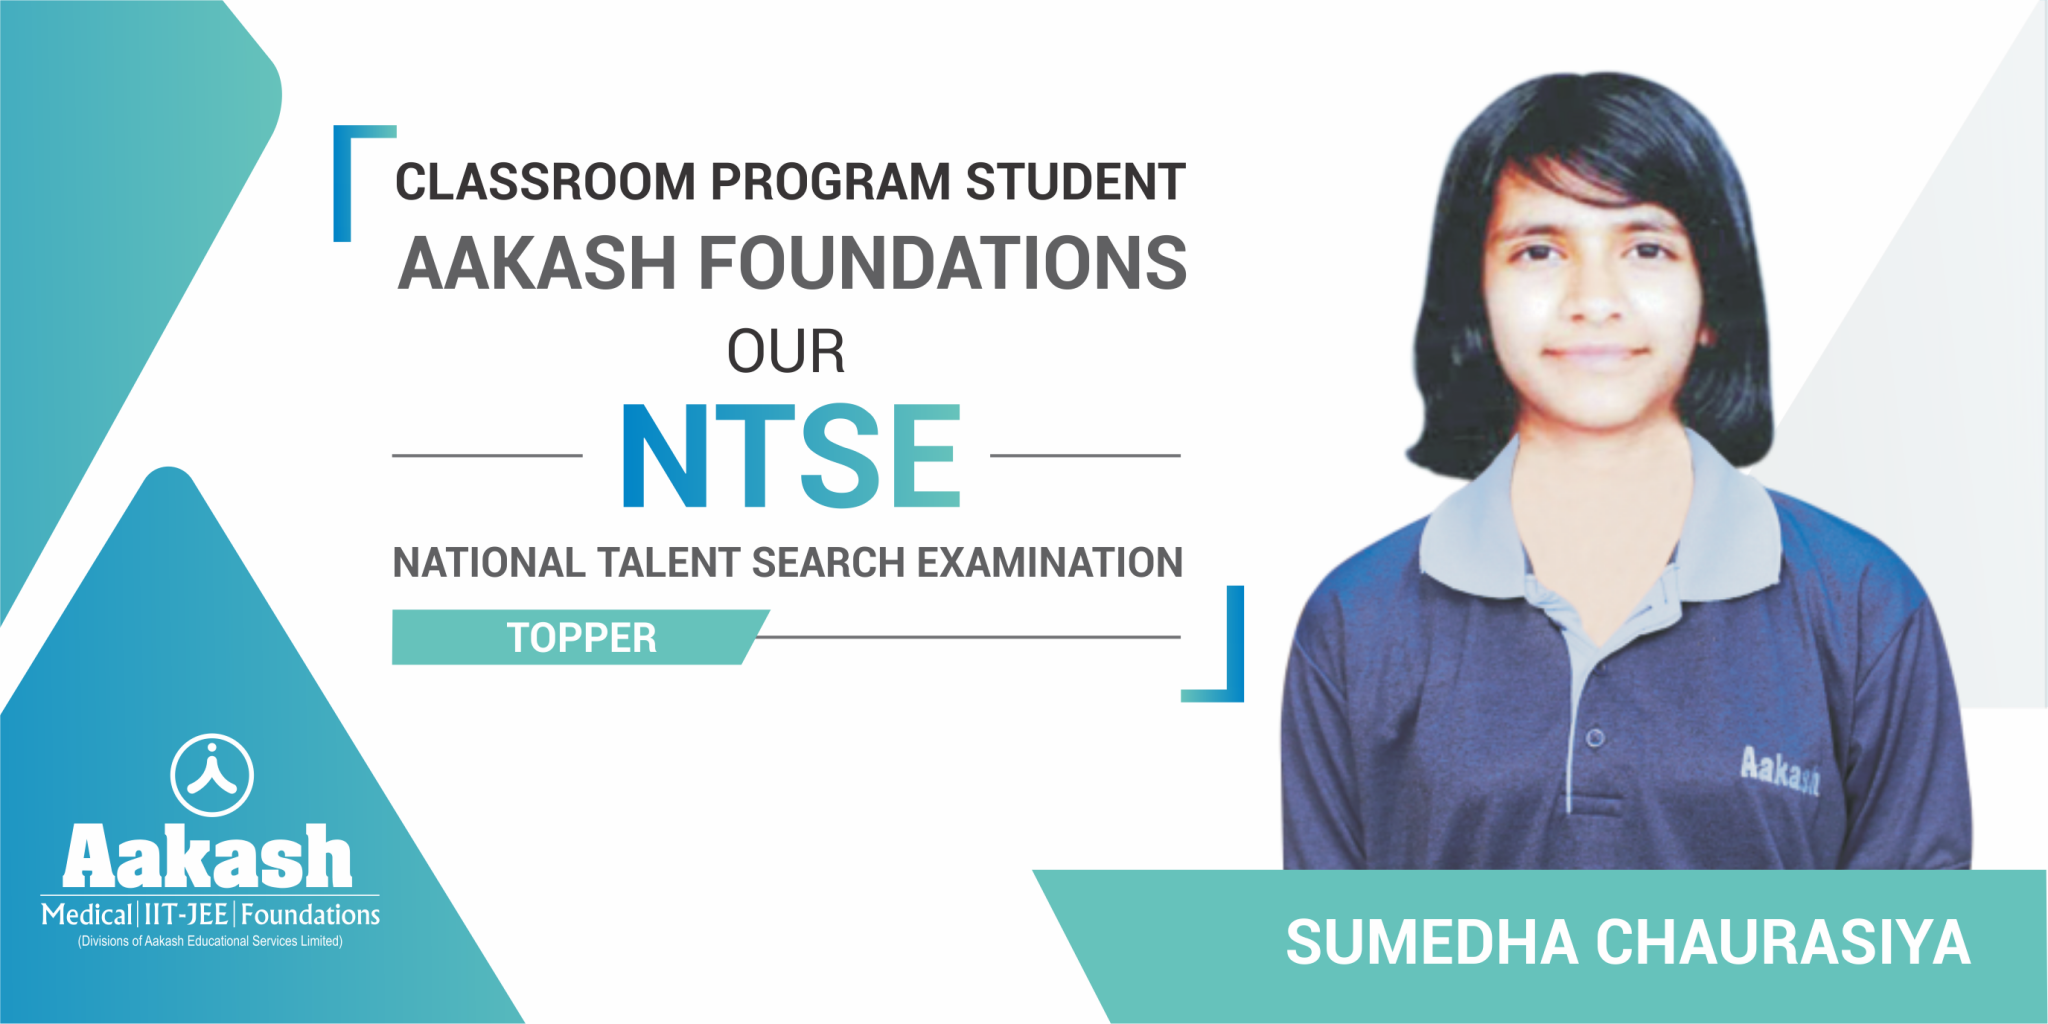 CLASSROOM PROGRAM STUDENT
AAKASH FOUNDATIONS
OUR
NTSE
NATIONAL TALENT SEARCH EXAMINATION
TOPPER
Aakash
Aakash
Medical|IIT-JEE|Foundations
(Divisions of Aakash Educational Services Limited)
SUMEDHA CHAURASIYA